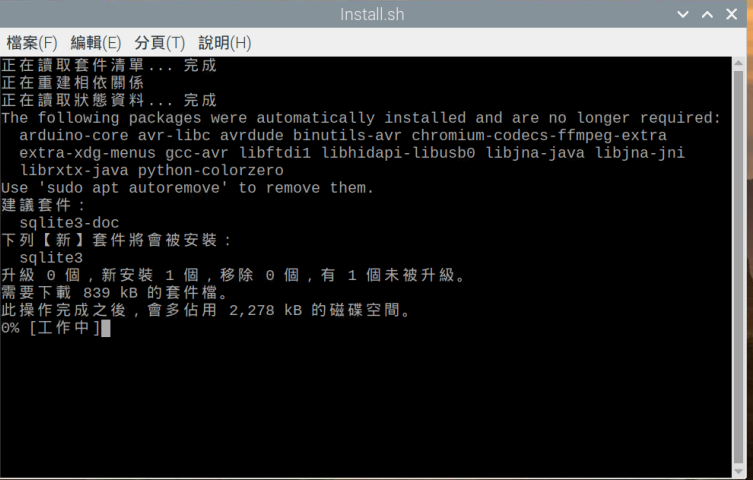 Install.sh
檔案(F) 編輯(E) 分頁(T) 說明(H)
正在讀取套件清單... 完成
正在重建相依關係
正在讀取狀態資料... 完成
The following packages were automatically installed and are no longer required:
arduino-core avr-libc avrdude binutils-avr chromium-codecs-ffmpeg-extra
extra-xdg-menus gcc-avr libftdi1 libhidapi-libusb0 libjna-java libjna-jni
librxtx-java python-colorzero
Use 'sudo apt autoremove' to remove them.
建議套件：
sqlite3-doc
下列【新】套件將會被安裝：
sqlite3
升級 0 個，新安裝 1 個，移除 0 個，有 1 個未被升級。
需要下載 839 kB 的套件檔。
此操作完成之後，會多佔用 2,278 kB 的磁碟空間。
0% [工作中]